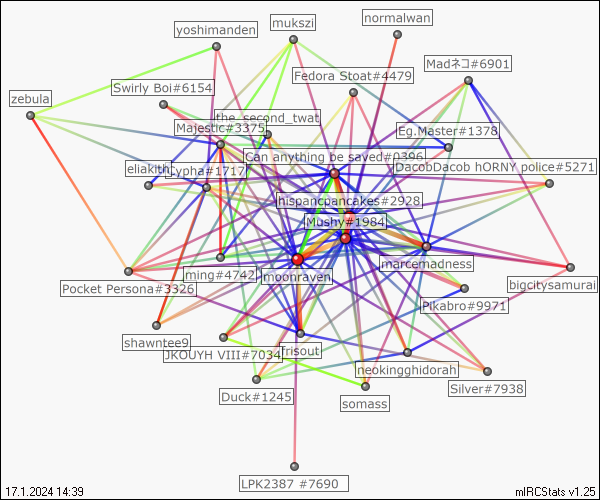 normalwan
mukszi
yoshimanden
Madネコ#6901
Fedora Stoat#4479
Swirly Boi#6154
zebula
the_second_twat
Majestic#3375
Eg.Master#1378
Can anything be saved#0396
DacobDacob hORNY police#5271
eliakith
Cypha#1717
hispancpancakes#2928
Mushy#1984
marcemadness
ming#4742
moonraven
bigcitysamurai
Pocket Persona#3326
Pikabro#9971
shawntee9
JKOUYH VIII#7034
frisout
neokingghidorah
Silver#7938
Duck#1245
somass
LPK2387 #7690
17.1.2024 14:39
mIRCStats v1.25